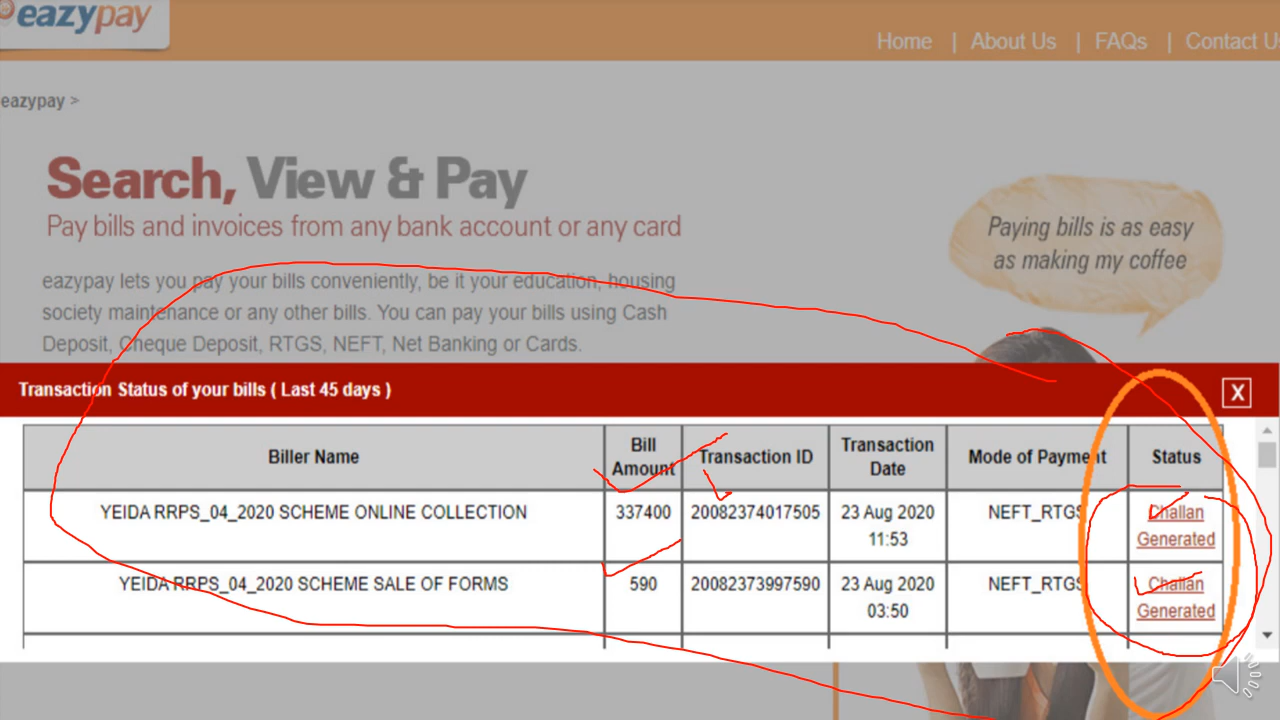 eazypay
Home | About Us | FAQs | Contact U
eazypay >
Search, View & Pay
Pay bills and invoices from any bank account or any card
eazypay lets you pay your bills conveniently, be it your education, housing
society maintenance or any other bills. You can pay your bills using Cash
Deposit, Cheque Deposit, RTGS, NEFT, Net Banking or Cards.
Paying bills is as easy
as making my coffee
Transaction Status of your bills ( Last 45 days )
X
Biller Name
Bill
Amount
Transaction ID
Transaction
Date
Mode of Payment
Status
YEIDA RRPS_04_2020 SCHEME ONLINE COLLECTION
337400
20082374017505
23 Aug 2020
11:53
NEFT_RTGS
Challan
Generated
YEIDA RRPS_04_2020 SCHEME SALE OF FORMS
590
20082373997590
23 Aug 2020
03:50
NEFT_RTGS
Challan
Generated